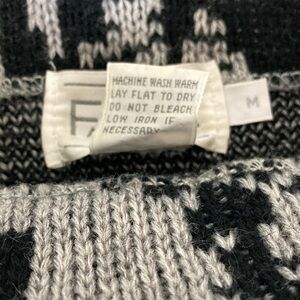 MACHINE WASH WARM
LAY FLAT TO DRY
DO NOT BLEACH
LOW IRON IF
NECESSARY
M